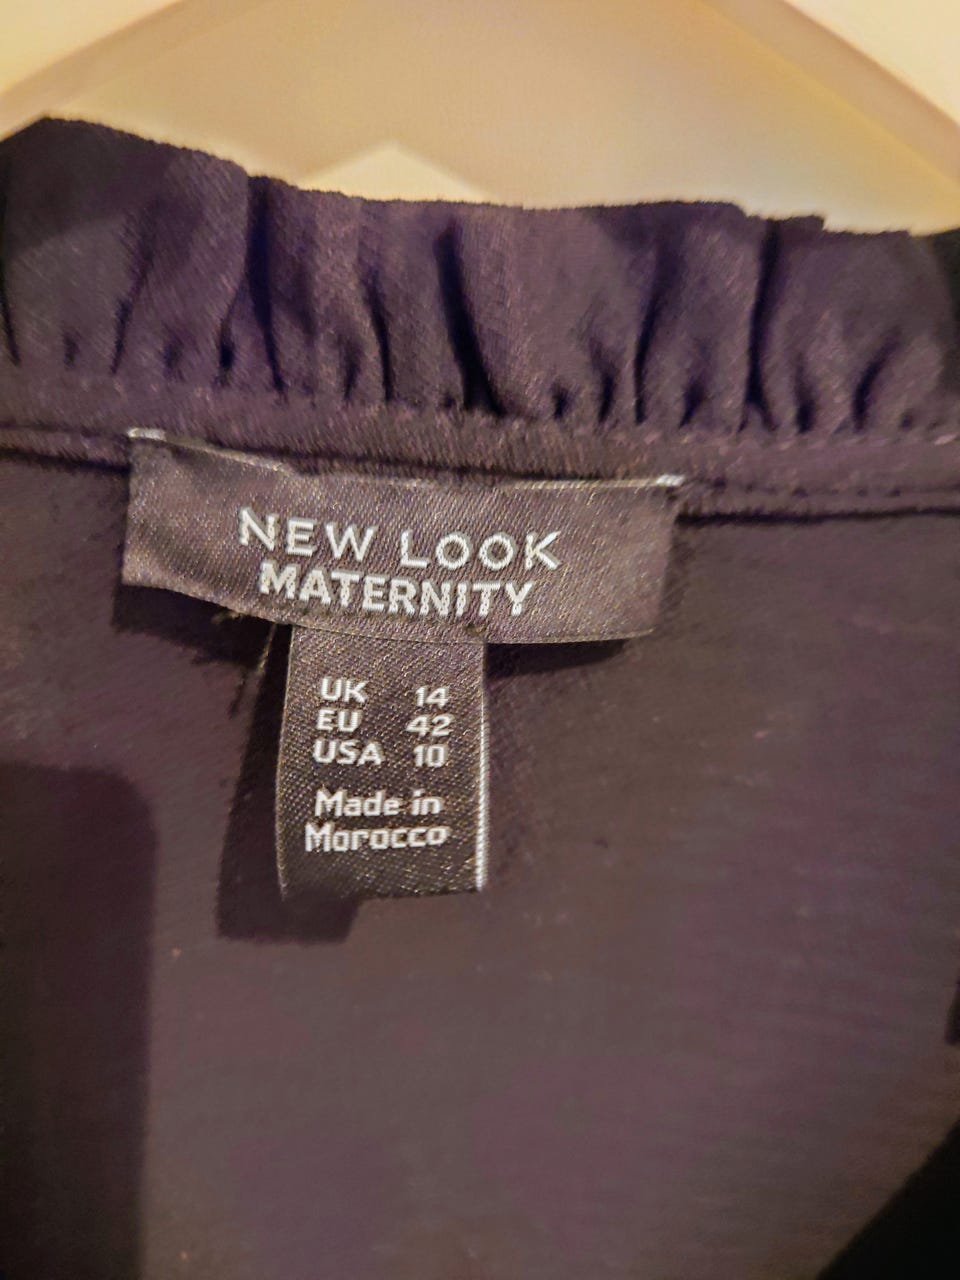 NEW LOOK
MATERNITY
UK 14
EU 42
USA 10
Made in
Morocco